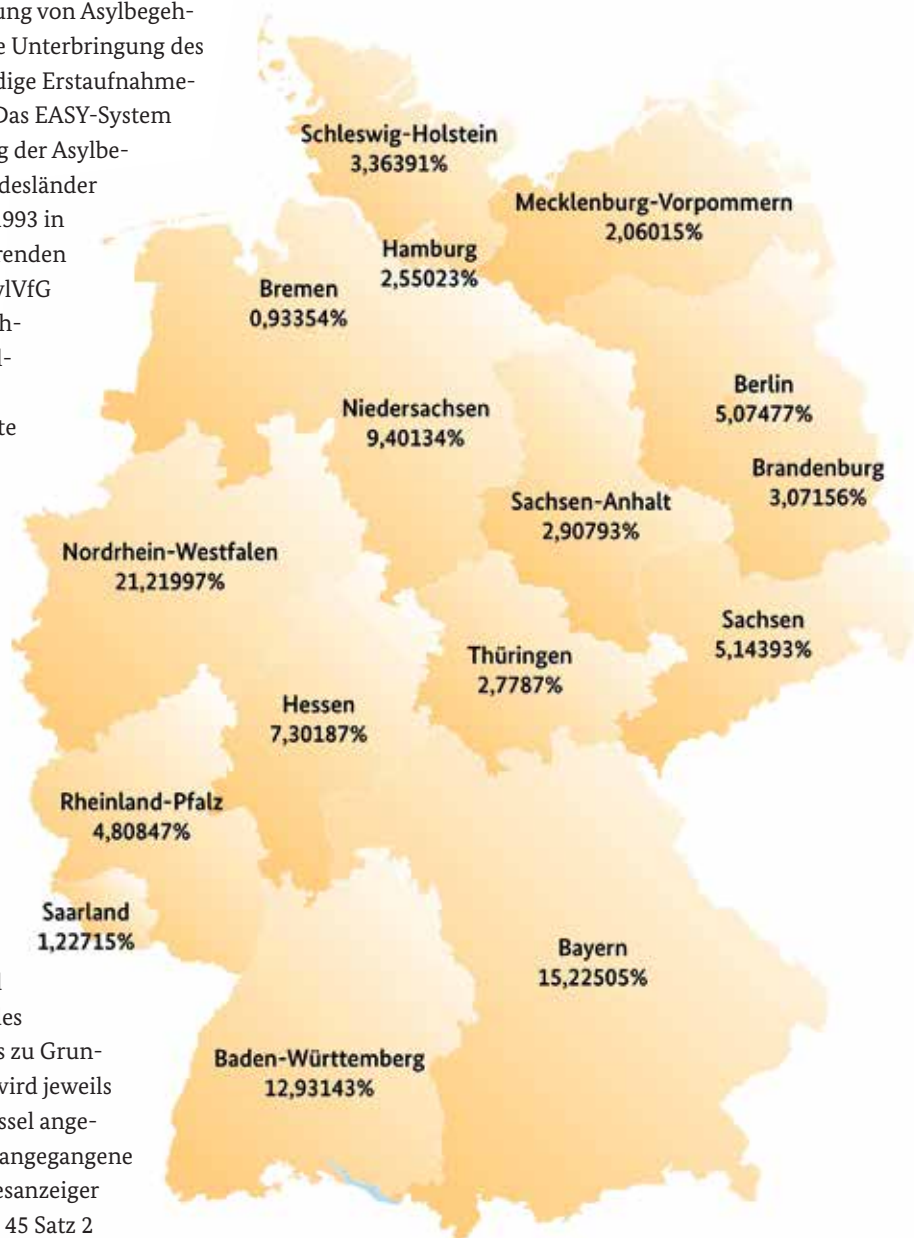 ung von Asylbegeh-
e Unterbringung des
dige Erstaufnahme-
Das EASY-System
g der Asylbe-
desländer
1993 in
renden
ylVfG
h-
l-
te
l
les
s zu Grun-
wird jeweils
ssel ange-
angegangene
esanzeiger
45 Satz 2
Schleswig-Holstein
3,36391%
Mecklenburg-Vorpommern
2,06015%
Hamburg
2,55023%
Bremen
0,93354%
Berlin
5,07477%
Niedersachsen
9,40134%
Brandenburg
3,07156%
Sachsen-Anhalt
2,90793%
Nordrhein-Westfalen
21,21997%
Sachsen
5,14393%
Thüringen
2,7787%
Hessen
7,30187%
Rheinland-Pfalz
4,80847%
Saarland
1,22715%
Bayern
15,22505%
Baden-Württemberg
12,93143%